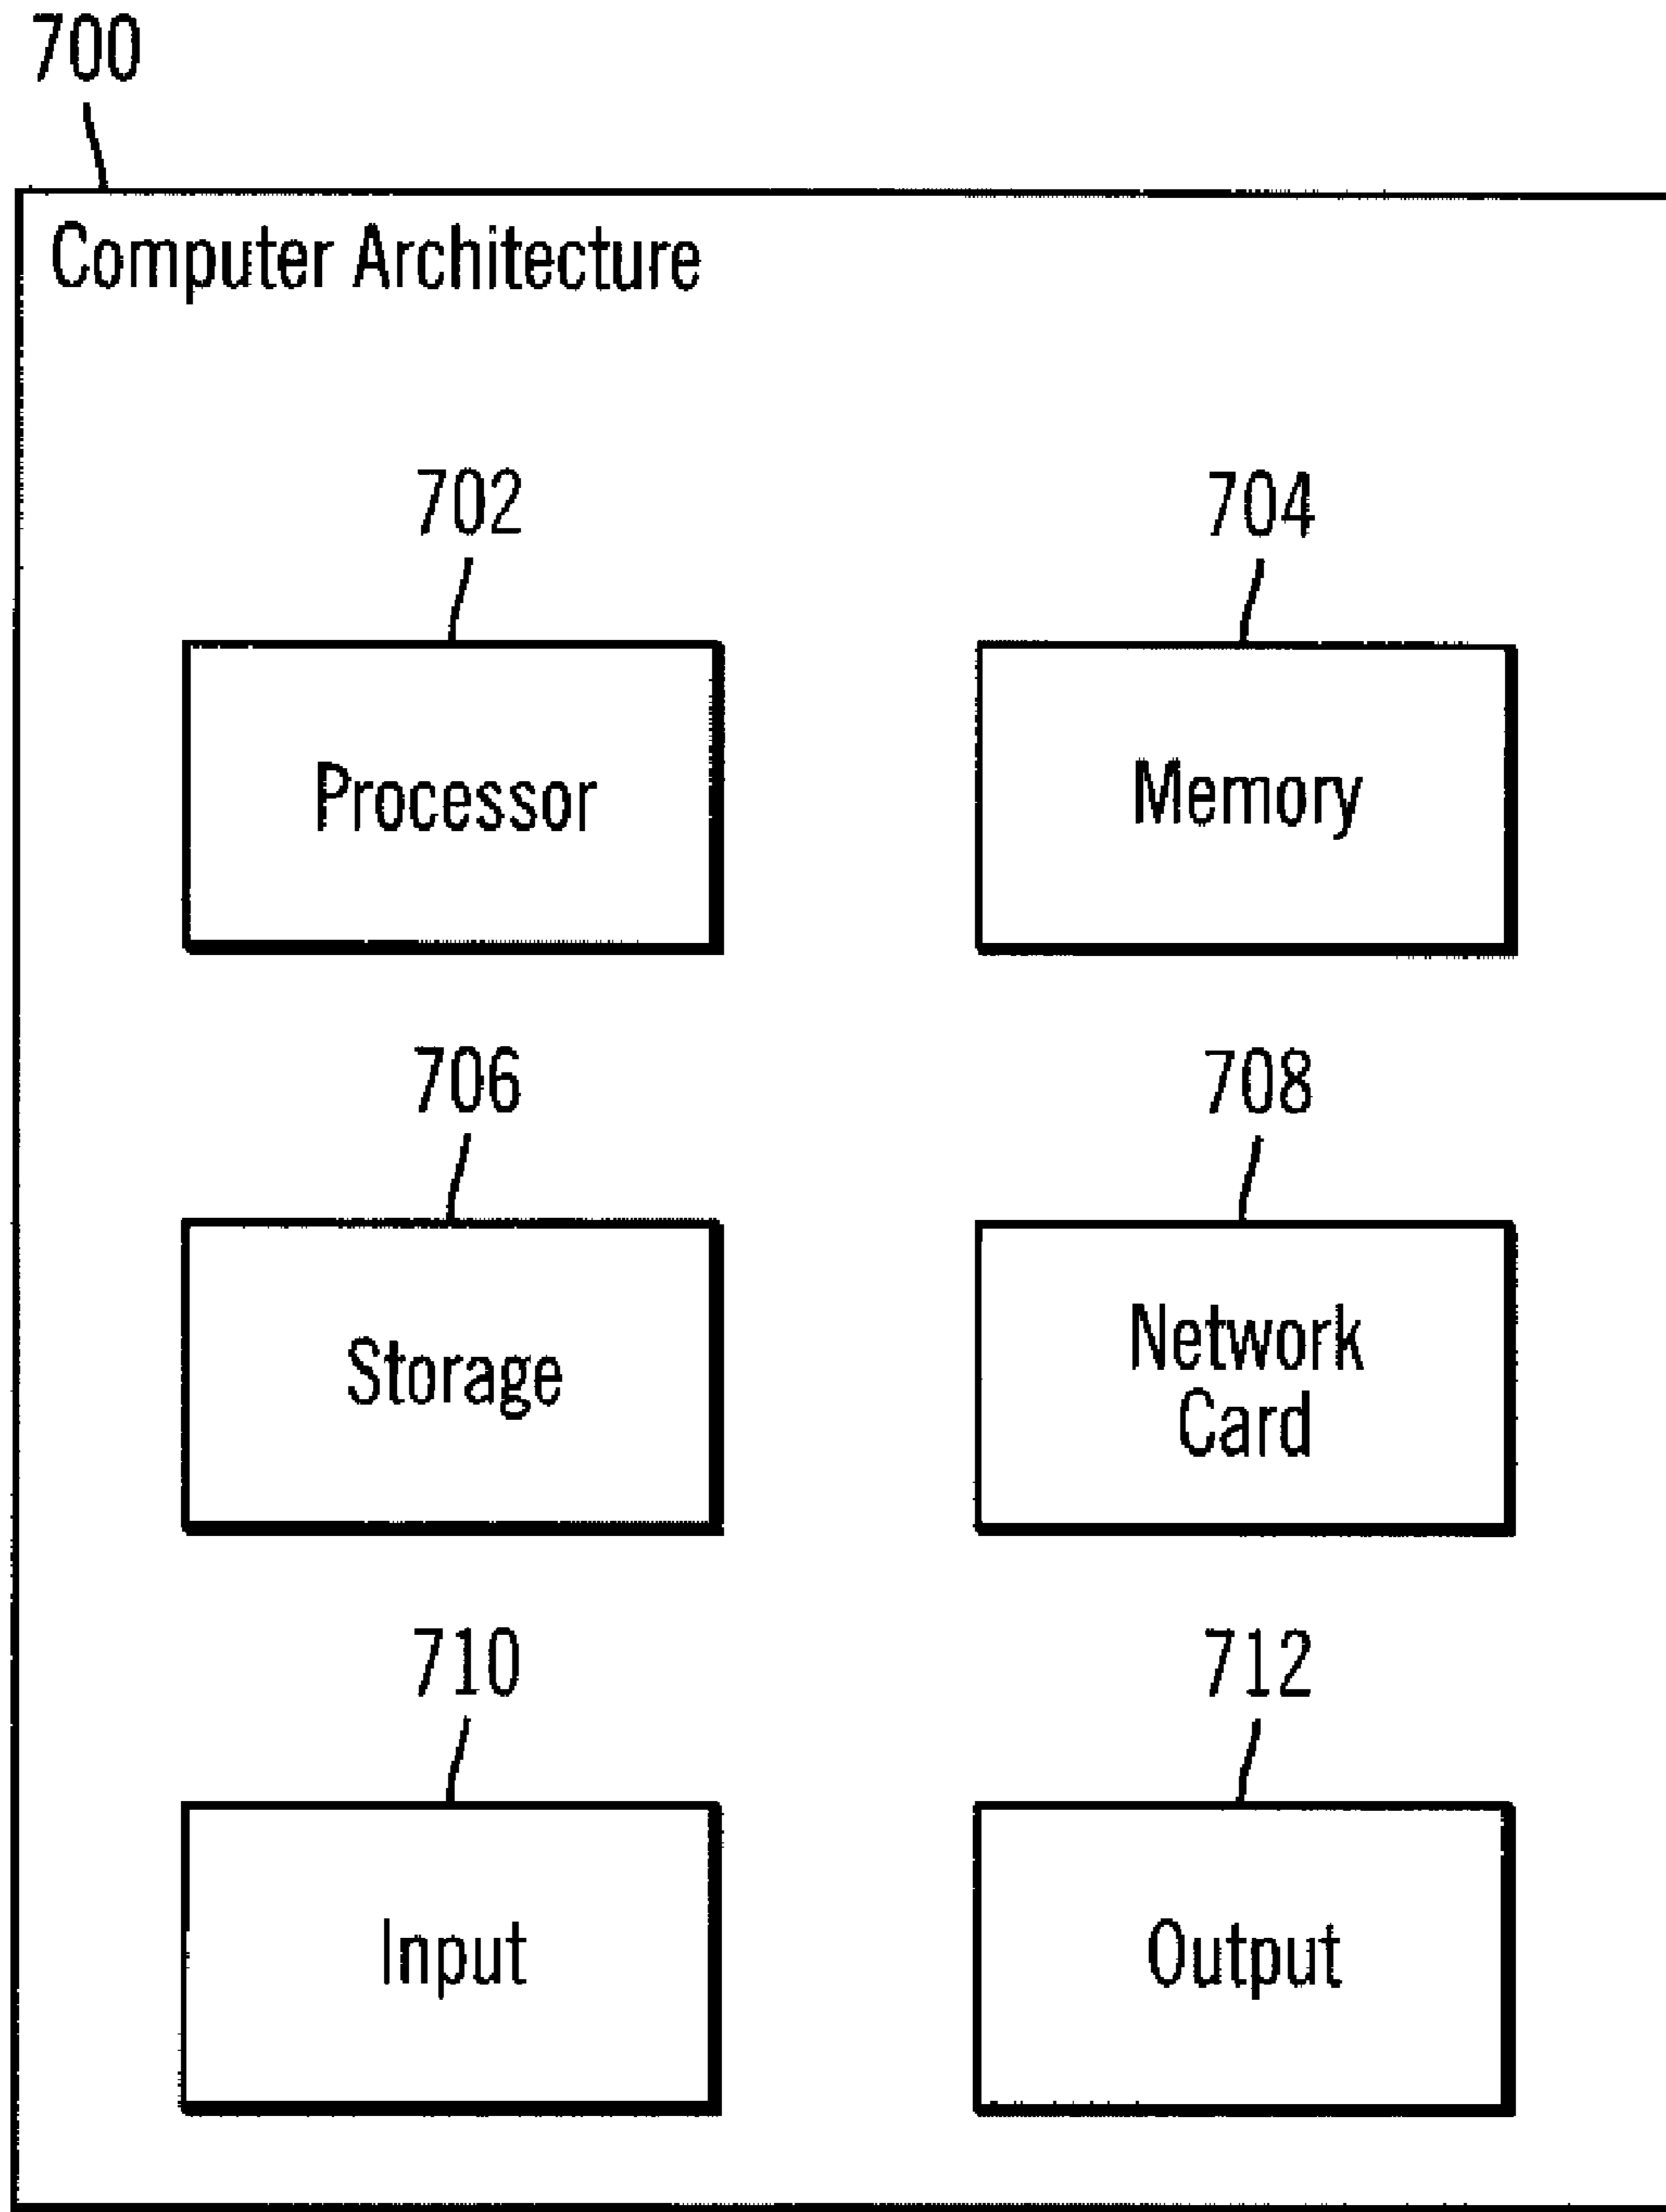 700
Computer Architecture
702
704
Processor
Memory
706
708
Storage
Network
Card
710
712
Input
Output